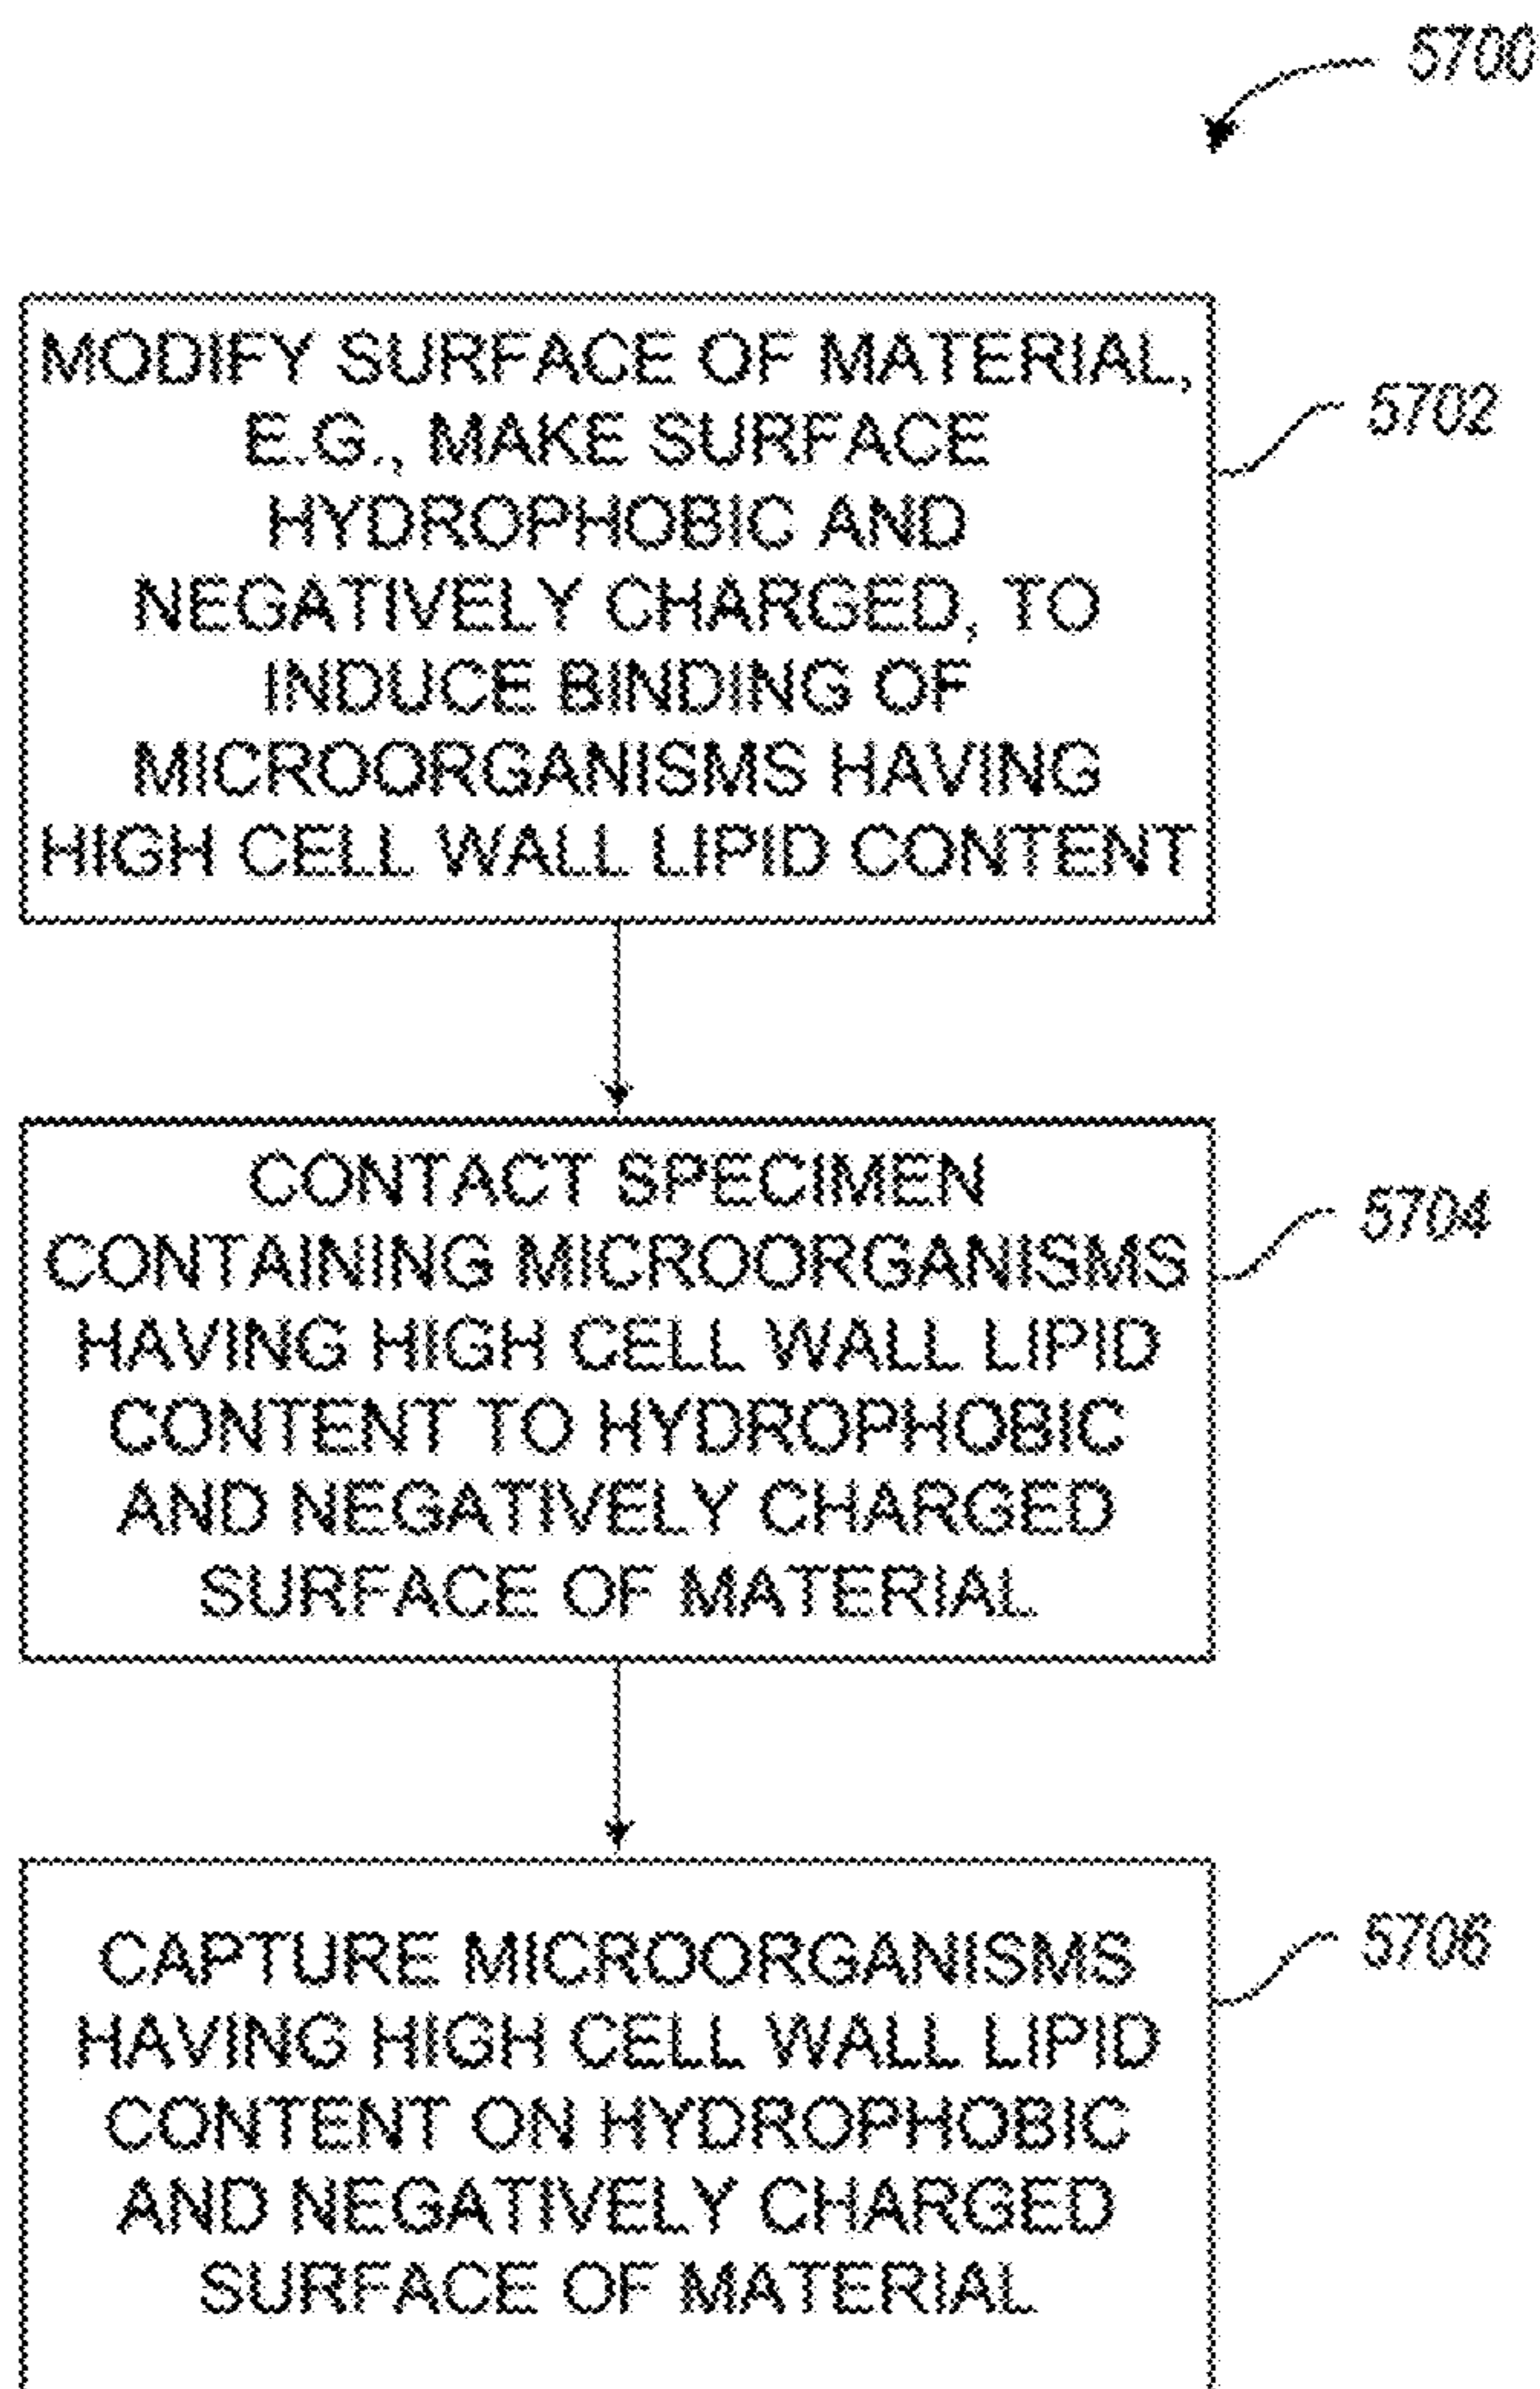 5700
MODIFY SURFACE OF MATERIAL,
E.G., MAKE SURFACE
HYDROPHOBIC AND
NEGATIVELY CHARGED, TO
INDUCE BINDING OF
MICROORGANISMS HAVING
HIGH CELL WALL LIPID CONTENT
5702
CONTACT SPECIMEN
CONTAINING MICROORGANISMS
HAVING HIGH CELL WALL LIPID
CONTENT TO HYDROPHOBIC
AND NEGATIVELY CHARGED
SURFACE OF MATERIAL
5704
CAPTURE MICROORGANISMS
HAVING HIGH CELL WALL LIPID
CONTENT ON HYDROPHOBIC
AND NEGATIVELY CHARGED
SURFACE OF MATERIAL
5706